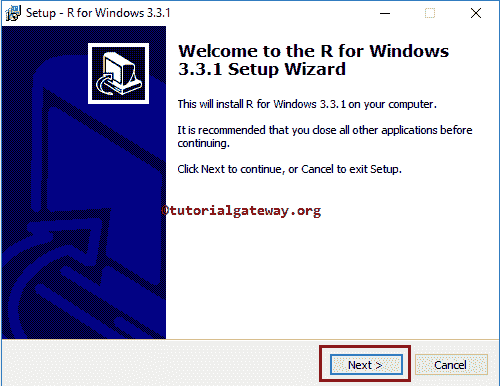 Setup - R for Windows 3.3.1
Welcome to the R for Windows
3.3.1 Setup Wizard
This will install R for Windows 3.3.1 on your computer.
It is recommended that you close all other applications before
continuing.
Click Next to continue, or Cancel to exit Setup.
©tutorialgateway.org
Next >
Cancel